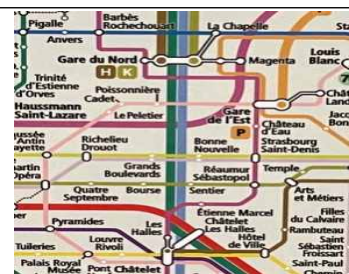 Pigalle
Barbès
Rochechouart
La Chapelle
Anvers
Gare du Nord
H K
Magenta
Louis
Blanc
7
Trinité
d'Estienne
d'Orves
Poissonnière
Cadet
Haussmann
Saint-Lazare
Le Peletier
Gare
de l'Est
P
Château
d'Eau
Strasbourg
Saint-Denis
Richelieu
Drouot
Bonne
Nouvelle
Grands
Boulevards
Réaumur
Sébastopol
Temple
Opéra
Quatre
Septembre
Bourse
Sentier
Arts
et Métiers
Étienne Marcel
Pyramides
Les
Halles
Châtelet
Les Halles
Hôtel
de Ville
Filles
du Calvaire
Rambuteau
Saint
Sébastien
Froissart
Saint-Paul
Tuileries
Louvre
Rivoli
Palais Royal
Musée
Pont
Châtelet